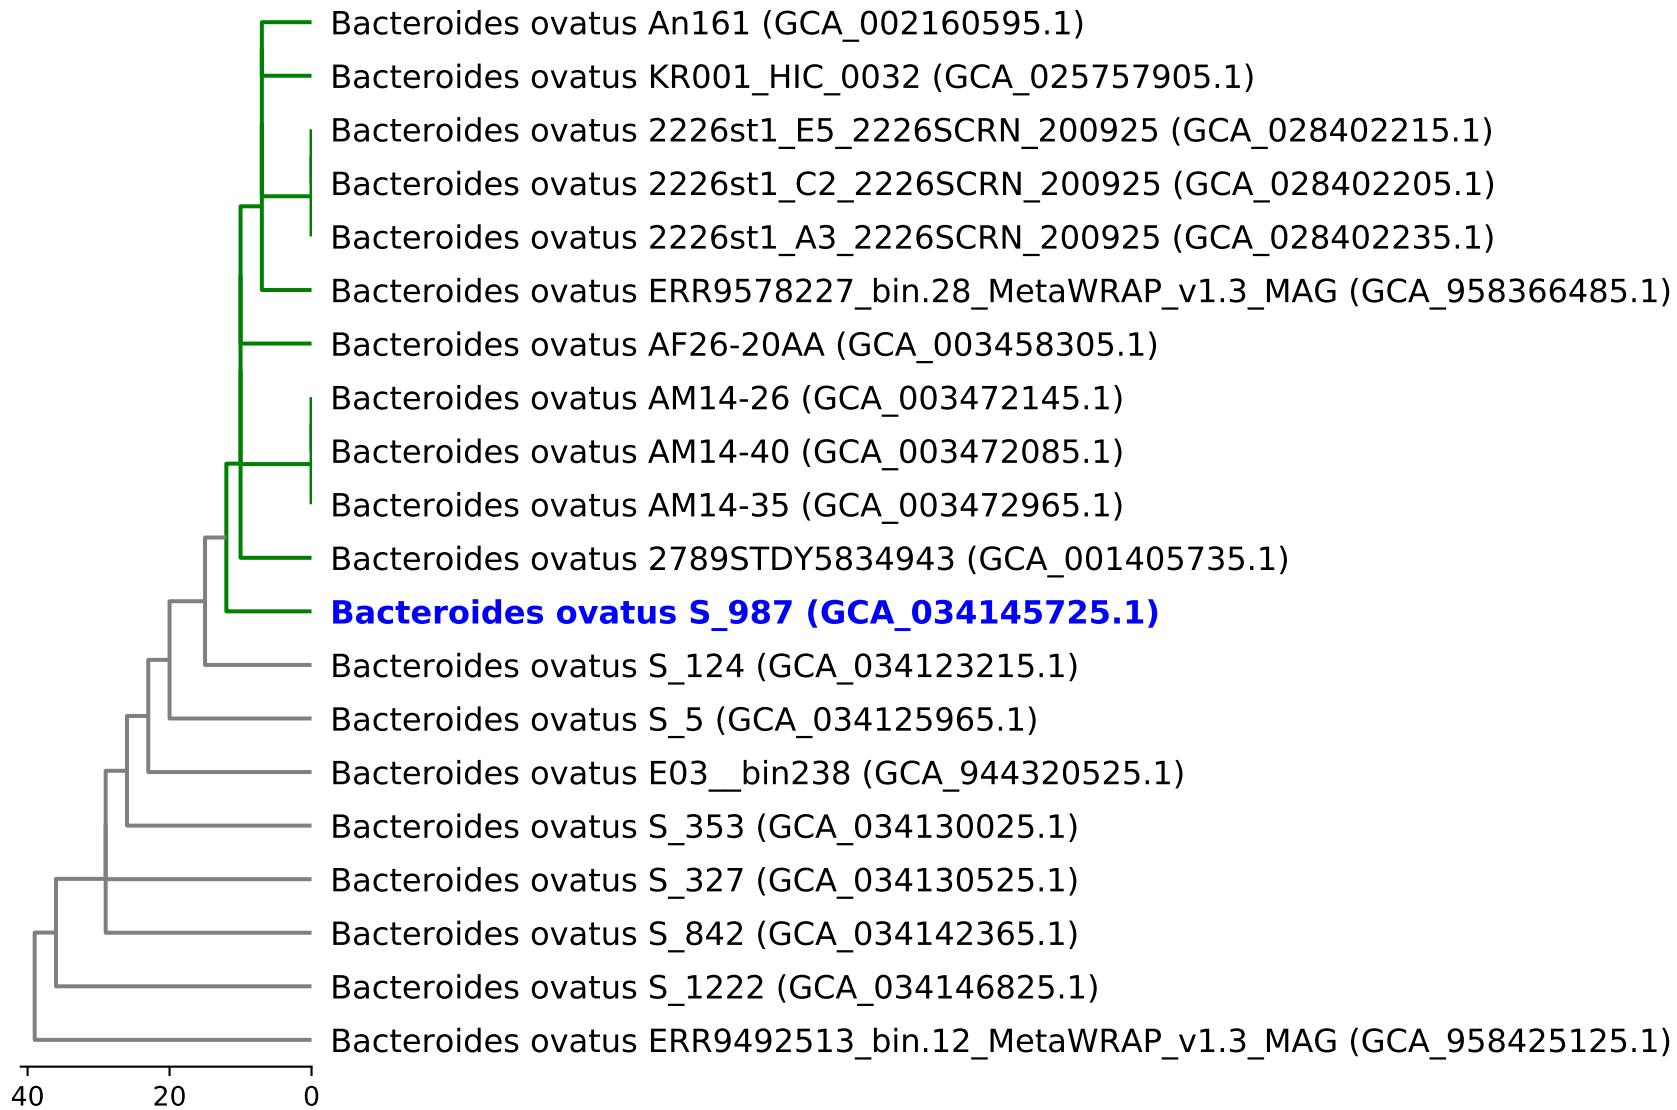 Bacteroides ovatus An161 (GCA_002160595.1)
Bacteroides ovatus KR001_HIC_0032 (GCA_025757905.1)
Bacteroides ovatus 2226st1_E5_2226SCRN_200925 (GCA_028402215.1)
Bacteroides ovatus 2226st1_C2_2226SCRN_200925 (GCA_028402205.1)
Bacteroides ovatus 2226st1_A3_2226SCRN_200925 (GCA_028402235.1)
Bacteroides ovatus ERR9578227_bin.28_MetaWRAP_v1.3_MAG (GCA_958366485.1)
Bacteroides ovatus AF26-20AA (GCA_003458305.1)
Bacteroides ovatus AM14-26 (GCA_003472145.1)
Bacteroides ovatus AM14-40 (GCA_003472085.1)
Bacteroides ovatus AM14-35 (GCA_003472965.1)
Bacteroides ovatus 2789STDY5834943 (GCA_001405735.1)
Bacteroides ovatus S_987 (GCA_034145725.1)
Bacteroides ovatus S_124 (GCA_034123215.1)
Bacteroides ovatus S_5 (GCA_034125965.1)
Bacteroides ovatus E03__bin238 (GCA_944320525.1)
Bacteroides ovatus S_353 (GCA_034130025.1)
Bacteroides ovatus S_327 (GCA_034130525.1)
Bacteroides ovatus S_842 (GCA_034142365.1)
Bacteroides ovatus S_1222 (GCA_034146825.1)
Bacteroides ovatus ERR9492513_bin.12_MetaWRAP_v1.3_MAG (GCA_958425125.1)
40 20 0